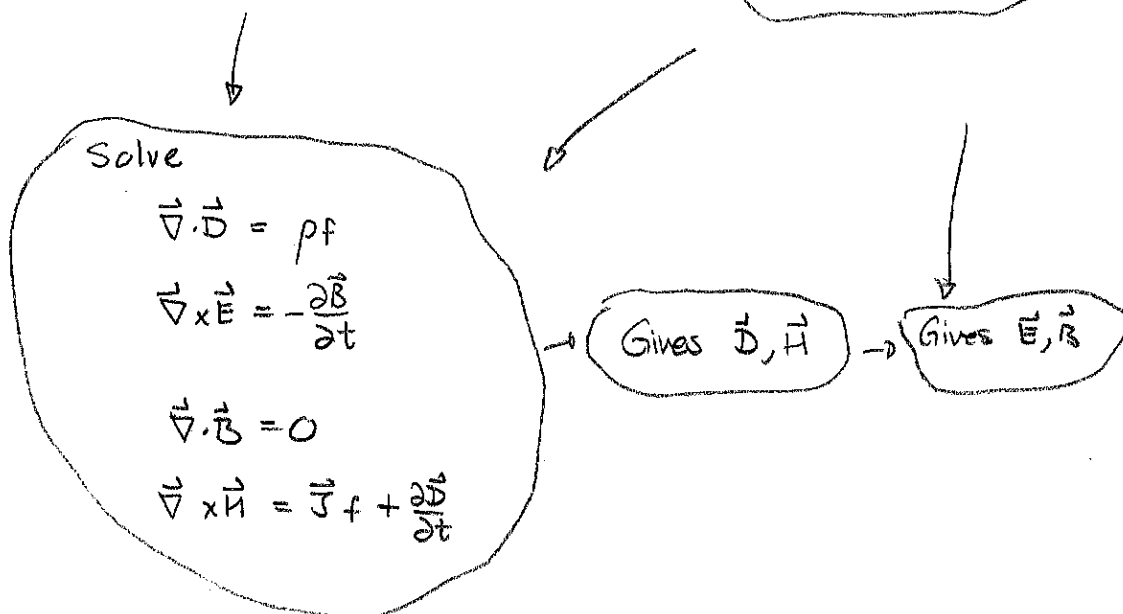 Solve
∇⃗·D⃗ = ρf
∇⃗×E⃗ = -∂B⃗/∂t
∇⃗·B⃗ = 0
∇⃗×H⃗ = J⃗f + ∂D⃗/∂t
Gives D⃗, H⃗
Gives E⃗, B⃗